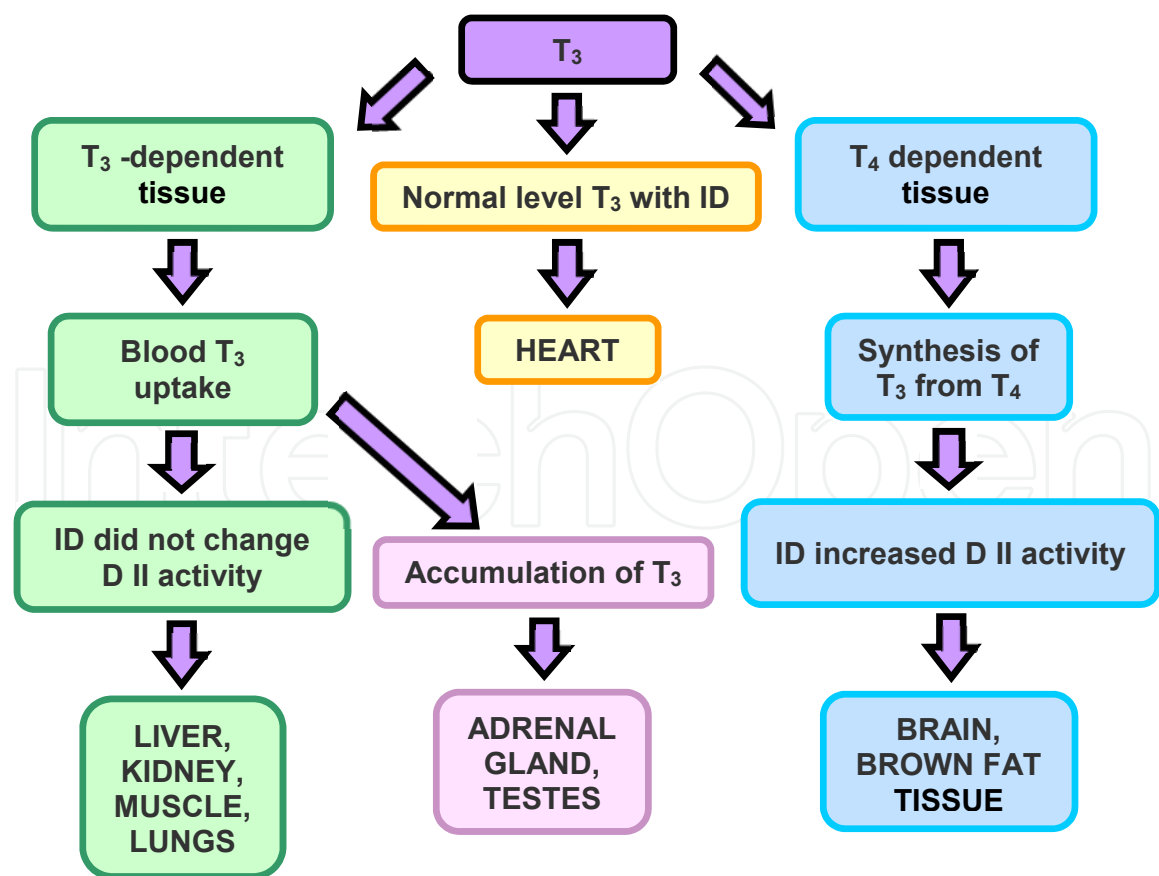 T₃
T₃ -dependent
tissue
Normal level T₃ with ID
T₄ dependent
tissue
Blood T₃
uptake
HEART
Synthesis of
T₃ from T₄
ID did not change
D II activity
Accumulation of T₃
ID increased D II activity
LIVER,
KIDNEY,
MUSCLE,
LUNGS
ADRENAL
GLAND,
TESTES
BRAIN,
BROWN FAT
TISSUE
IntechOpen